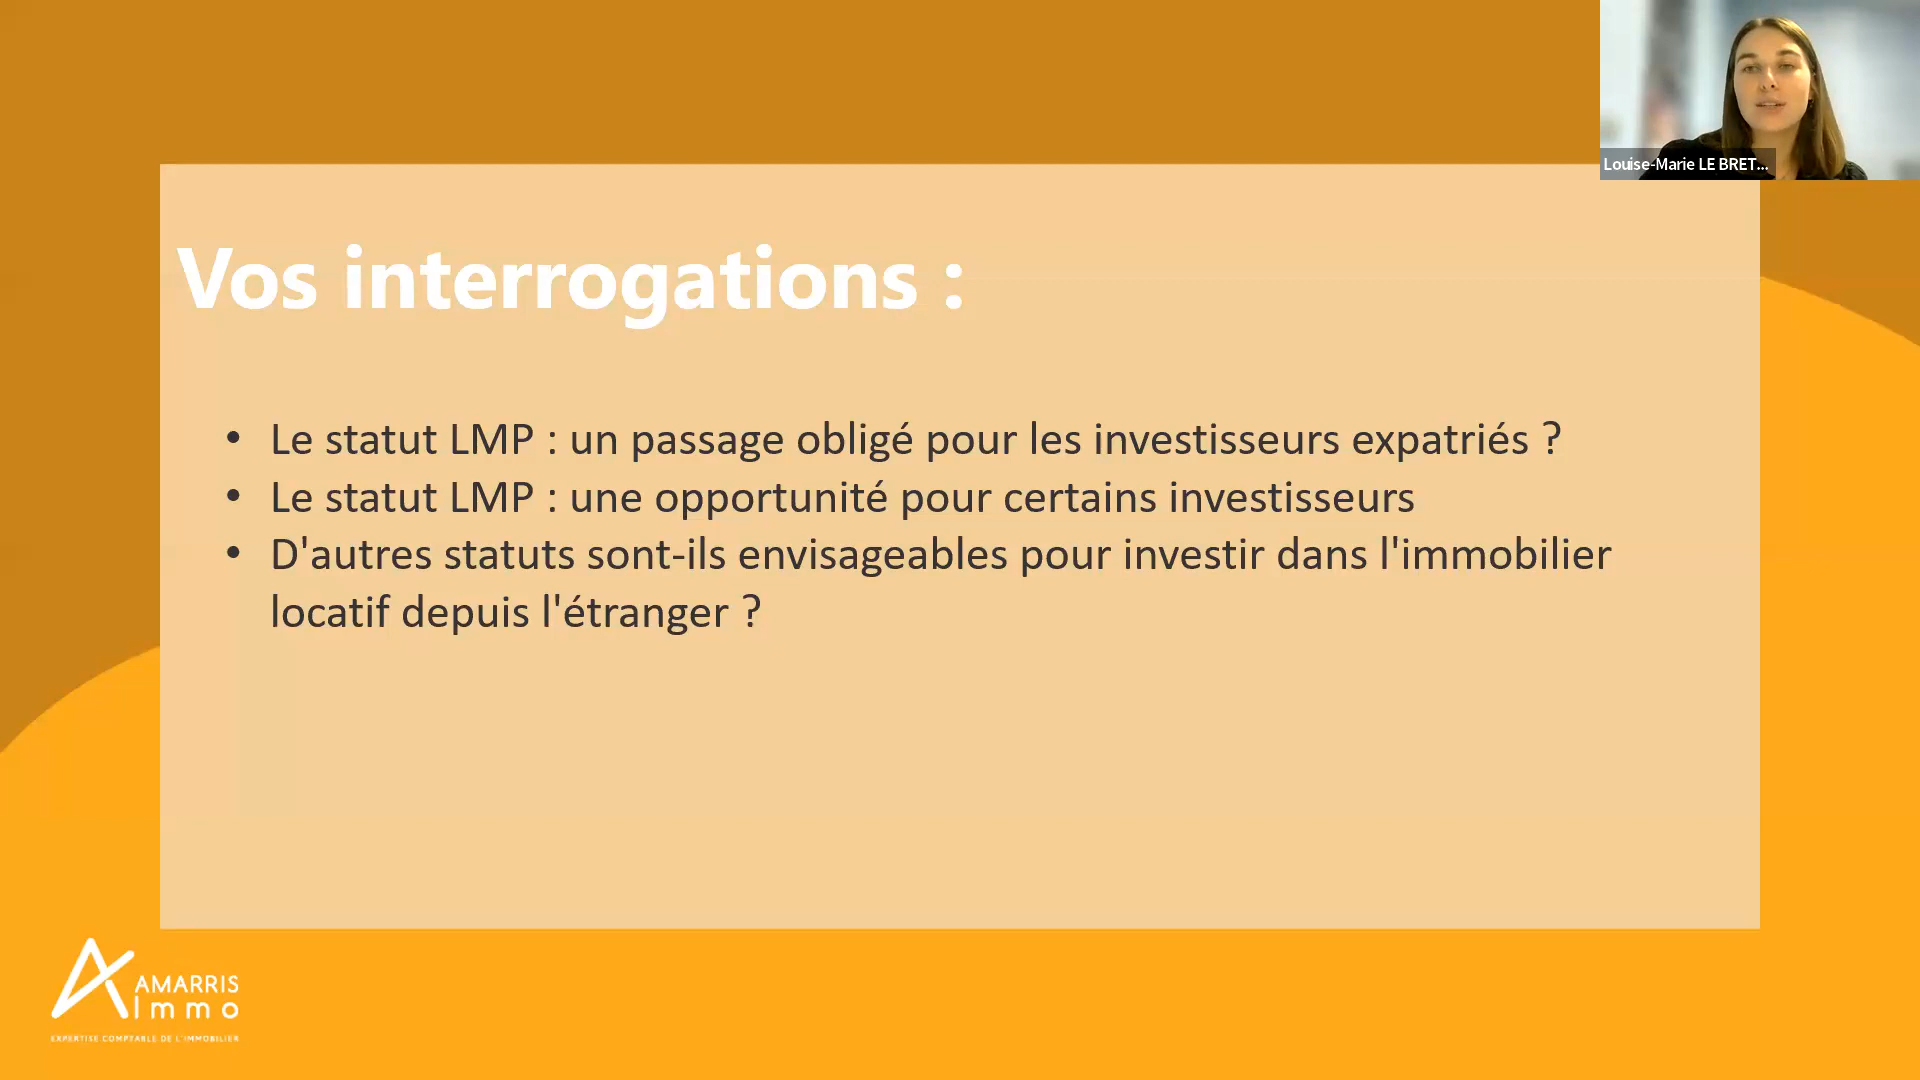 Louise-Marie LE BRET...
Vos interrogations :
• Le statut LMP : un passage obligé pour les investisseurs expatriés ?
• Le statut LMP : une opportunité pour certains investisseurs
• D'autres statuts sont-ils envisageables pour investir dans l'immobilier
locatif depuis l'étranger ?
AMARRIS
Immo
EXPERTISE COMPTABLE DE L'IMMOBILIER